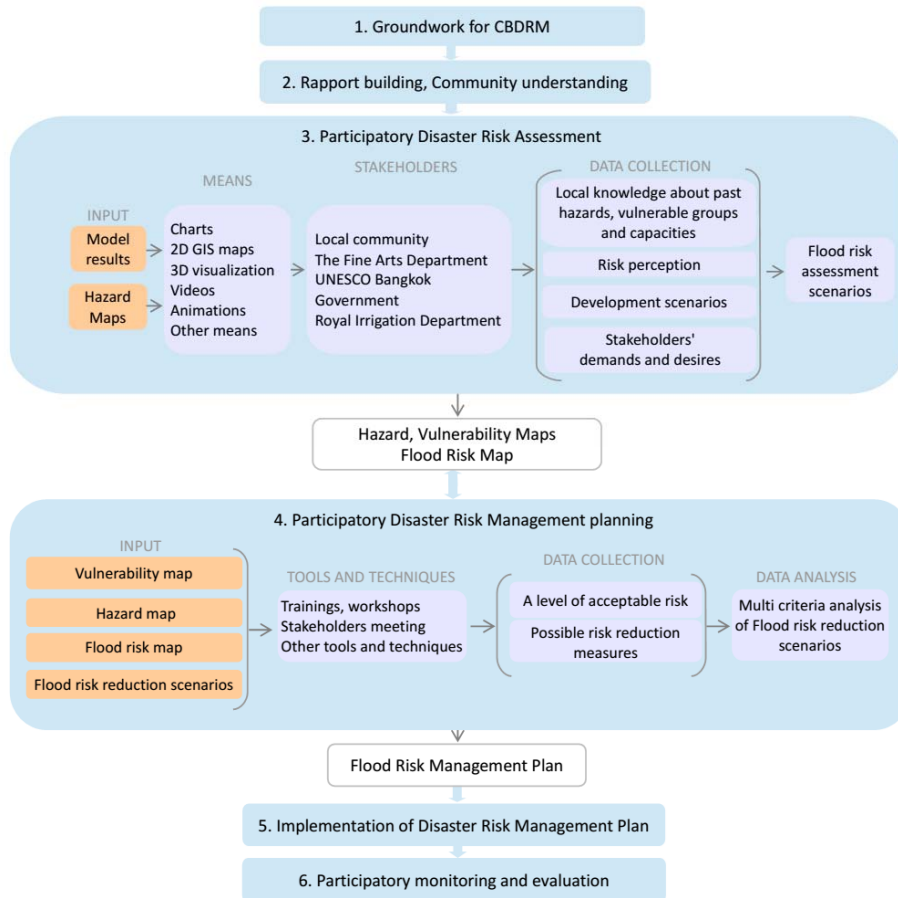 1. Groundwork for CBDRM
2. Rapport building, Community understanding
3. Participatory Disaster Risk Assessment
INPUT
Model
results
Hazard
Maps
MEANS
Charts
2D GIS maps
3D visualization
Videos
Animations
Other means
STAKEHOLDERS
Local community
The Fine Arts Department
UNESCO Bangkok
Government
Royal Irrigation Department
DATA COLLECTION
Local knowledge about past
hazards, vulnerable groups
and capacities
Risk perception
Development scenarios
Stakeholders'
demands and desires
Flood risk
assessment
scenarios
Hazard, Vulnerability Maps
Flood Risk Map
4. Participatory Disaster Risk Management planning
INPUT
Vulnerability map
Hazard map
Flood risk map
Flood risk reduction scenarios
TOOLS AND TECHNIQUES
Trainings, workshops
Stakeholders meeting
Other tools and techniques
DATA COLLECTION
A level of acceptable risk
Possible risk reduction
measures
DATA ANALYSIS
Multi criteria analysis
of Flood risk reduction
scenarios
Flood Risk Management Plan
5. Implementation of Disaster Risk Management Plan
6. Participatory monitoring and evaluation